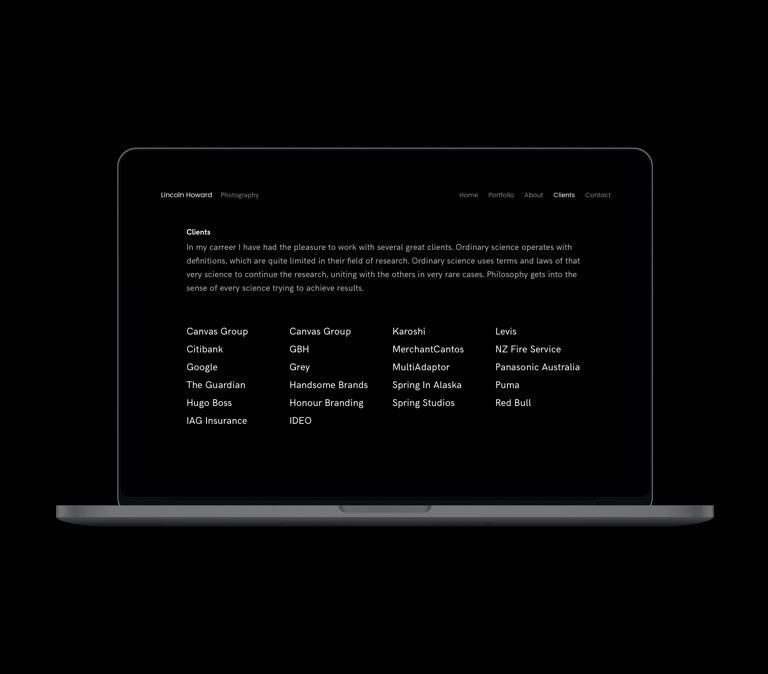 Lincoln Howard Photography Home Portfolio About Clients Contact
Clients
In my carreer I have had the pleasure to work with several great clients. Ordinary science operates with
definitions, which are quite limited in their field of research. Ordinary science uses terms and laws of that
very science to continue the research, uniting with the others in very rare cases. Philosophy gets into the
sense of every science trying to achieve results.
Canvas Group Canvas Group Karoshi Levis
Citibank GBH MerchantCantos NZ Fire Service
Google Grey MultiAdaptor Panasonic Australia
The Guardian Handsome Brands Spring In Alaska Puma
Hugo Boss Honour Branding Spring Studios Red Bull
IAG Insurance IDEO